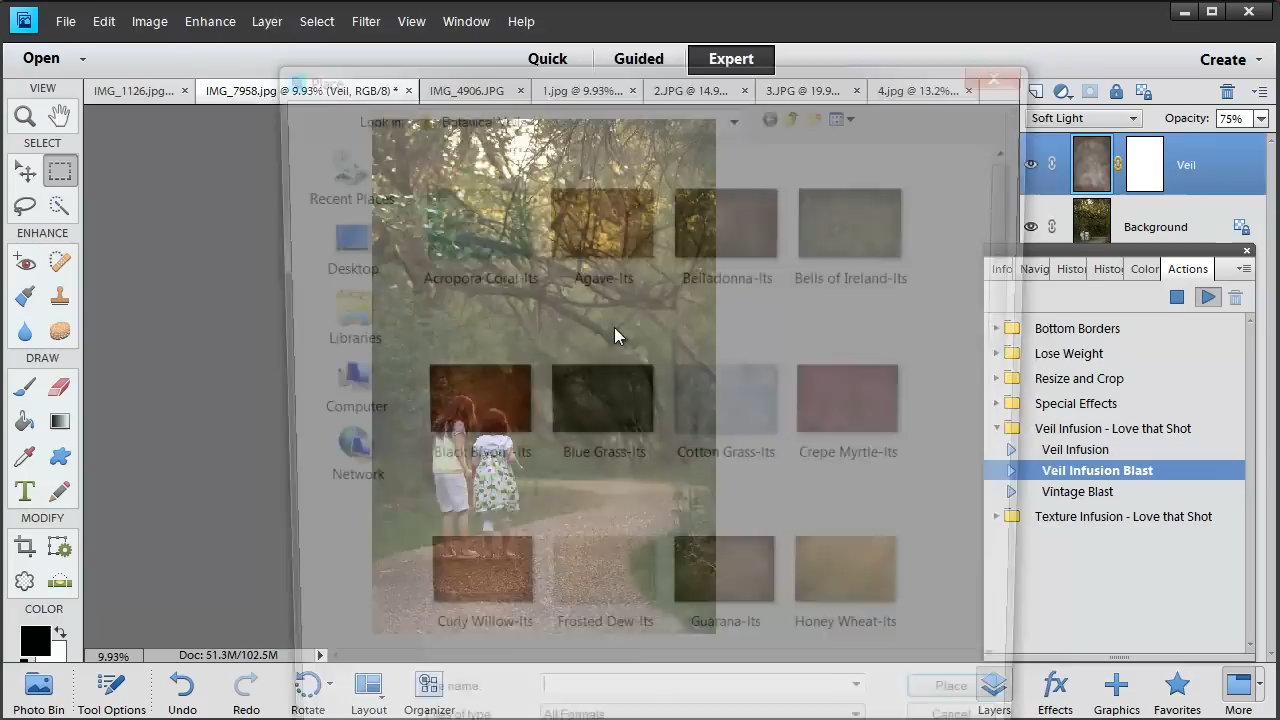 File Edit Image Enhance Layer Select Filter View Window Help
Open Quick Guided Expert Create
VIEW
IMG_1126.jpg... × IMG_7958.jpg @ 9.93% (Veil, RGB/8) * × IMG_4906.JPG × 1.jpg @ 9.93%... × 2.JPG @ 14.9... × 3.JPG @ 19.9... × 4.jpg @ 13.2%... ×
Place
Look in:
Soft Light Opacity: 75%
SELECT
Veil
Recent Places
Background
ENHANCE
Desktop
Acropora Coral-lts Agave-lts Belladonna-lts Bells of Ireland-lts
Info Navig Histor Histo Color Actions
Libraries
Bottom Borders
Lose Weight
Resize and Crop
Special Effects
Veil Infusion - Love that Shot
Veil Infusion
Veil Infusion Blast
Vintage Blast
Texture Infusion - Love that Shot
DRAW
Computer
Blue Grass-lts Cotton Grass-lts Crepe Myrtle-lts
Network
MODIFY
COLOR
Curly Willow-lts Frosted Dew-lts Guarana-lts Honey Wheat-lts
9.93% Doc: 51.3M/102.5M
name:
Place
Photo Bin Tool Options Undo Redo Rotate Layout Organizer Layers Effects Graphics Favorites More
of type: All Formats Cancel